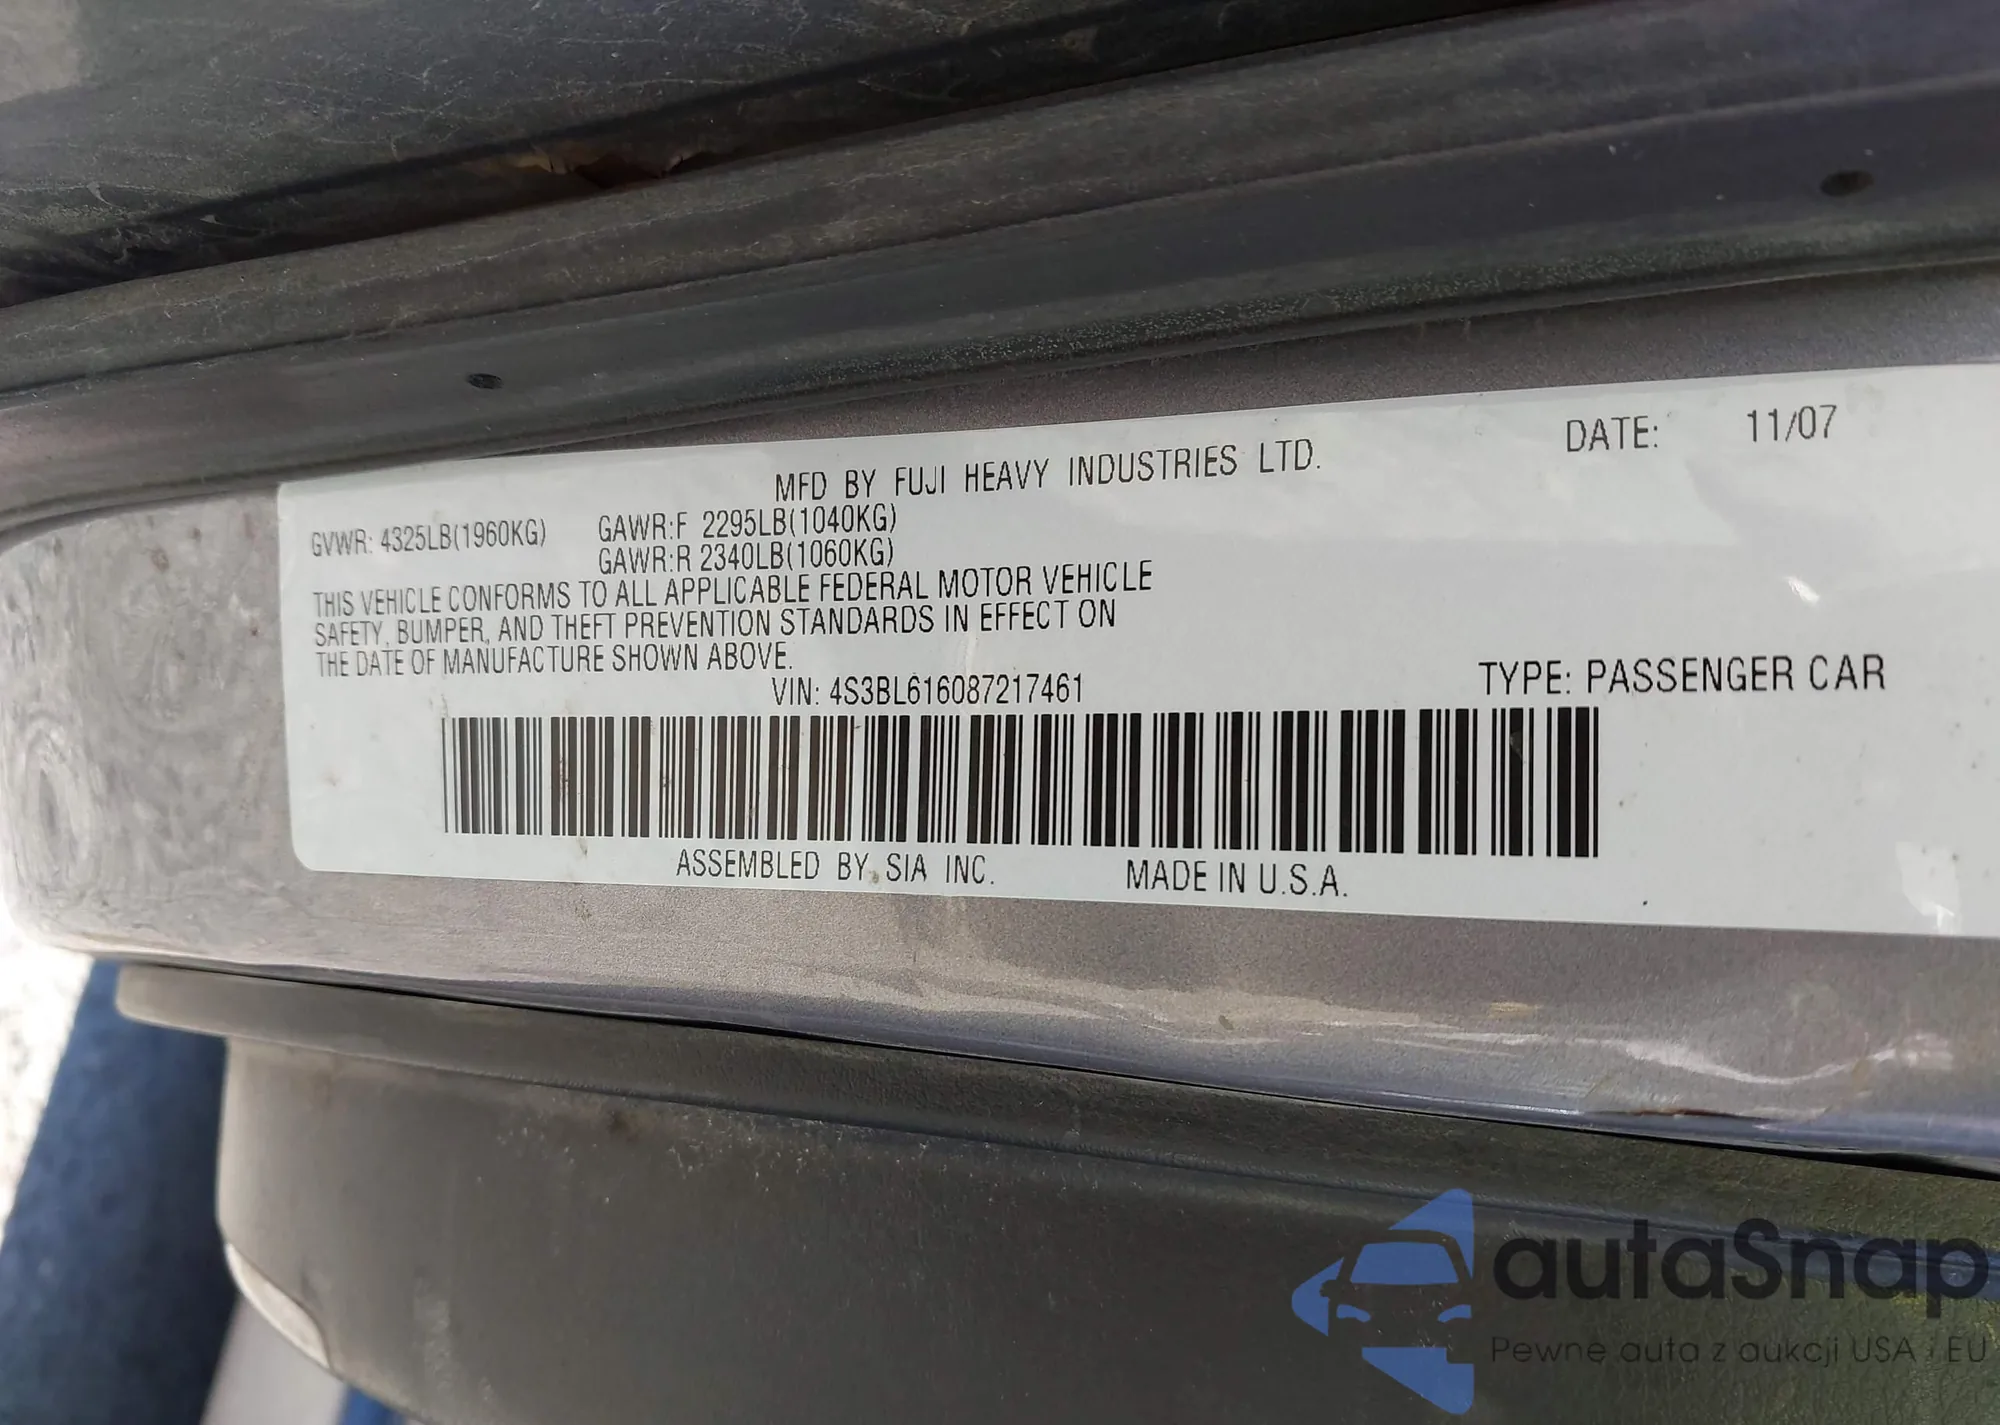 MFD BY FUJI HEAVY INDUSTRIES LTD. DATE: 11/07
GVWR: 4325LB(1960KG) GAWR:F 2295LB(1040KG)
GAWR:R 2340LB(1060KG)
THIS VEHICLE CONFORMS TO ALL APPLICABLE FEDERAL MOTOR VEHICLE
SAFETY, BUMPER, AND THEFT PREVENTION STANDARDS IN EFFECT ON
THE DATE OF MANUFACTURE SHOWN ABOVE.
VIN: 4S3BL616087217461 TYPE: PASSENGER CAR
ASSEMBLED BY SIA INC. MADE IN U.S.A.
autaSnap
Pewne auta z aukcji USA i EU